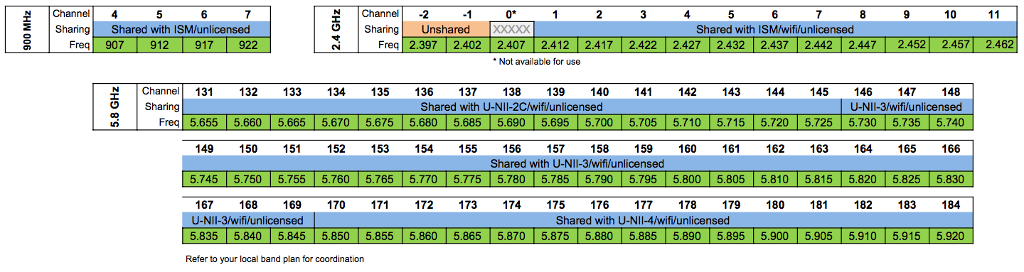 900 MHz
Channel 4 5 6 7
Sharing Shared with ISM/unlicensed
Freq 907 912 917 922
2.4 GHz
Channel -2 -1 0* 1 2 3 4 5 6 7 8 9 10 11
Sharing Unshared XXXXX Shared with ISM/wifi/unlicensed
Freq 2.397 2.402 2.407 2.412 2.417 2.422 2.427 2.432 2.437 2.442 2.447 2.452 2.457 2.462
* Not available for use
5.8 GHz
Channel 131 132 133 134 135 136 137 138 139 140 141 142 143 144 145 146 147 148
Sharing Shared with U-NII-2C/wifi/unlicensed U-NII-3/wifi/unlicensed
Freq 5.655 5.660 5.665 5.670 5.675 5.680 5.685 5.690 5.695 5.700 5.705 5.710 5.715 5.720 5.725 5.730 5.735 5.740
149 150 151 152 153 154 155 156 157 158 159 160 161 162 163 164 165 166
Shared with U-NII-3/wifi/unlicensed
5.745 5.750 5.755 5.760 5.765 5.770 5.775 5.780 5.785 5.790 5.795 5.800 5.805 5.810 5.815 5.820 5.825 5.830
167 168 169 170 171 172 173 174 175 176 177 178 179 180 181 182 183 184
U-NII-3/wifi/unlicensed Shared with U-NII-4/wifi/unlicensed
5.835 5.840 5.845 5.850 5.855 5.860 5.865 5.870 5.875 5.880 5.885 5.890 5.895 5.900 5.905 5.910 5.915 5.920
Refer to your local band plan for coordination